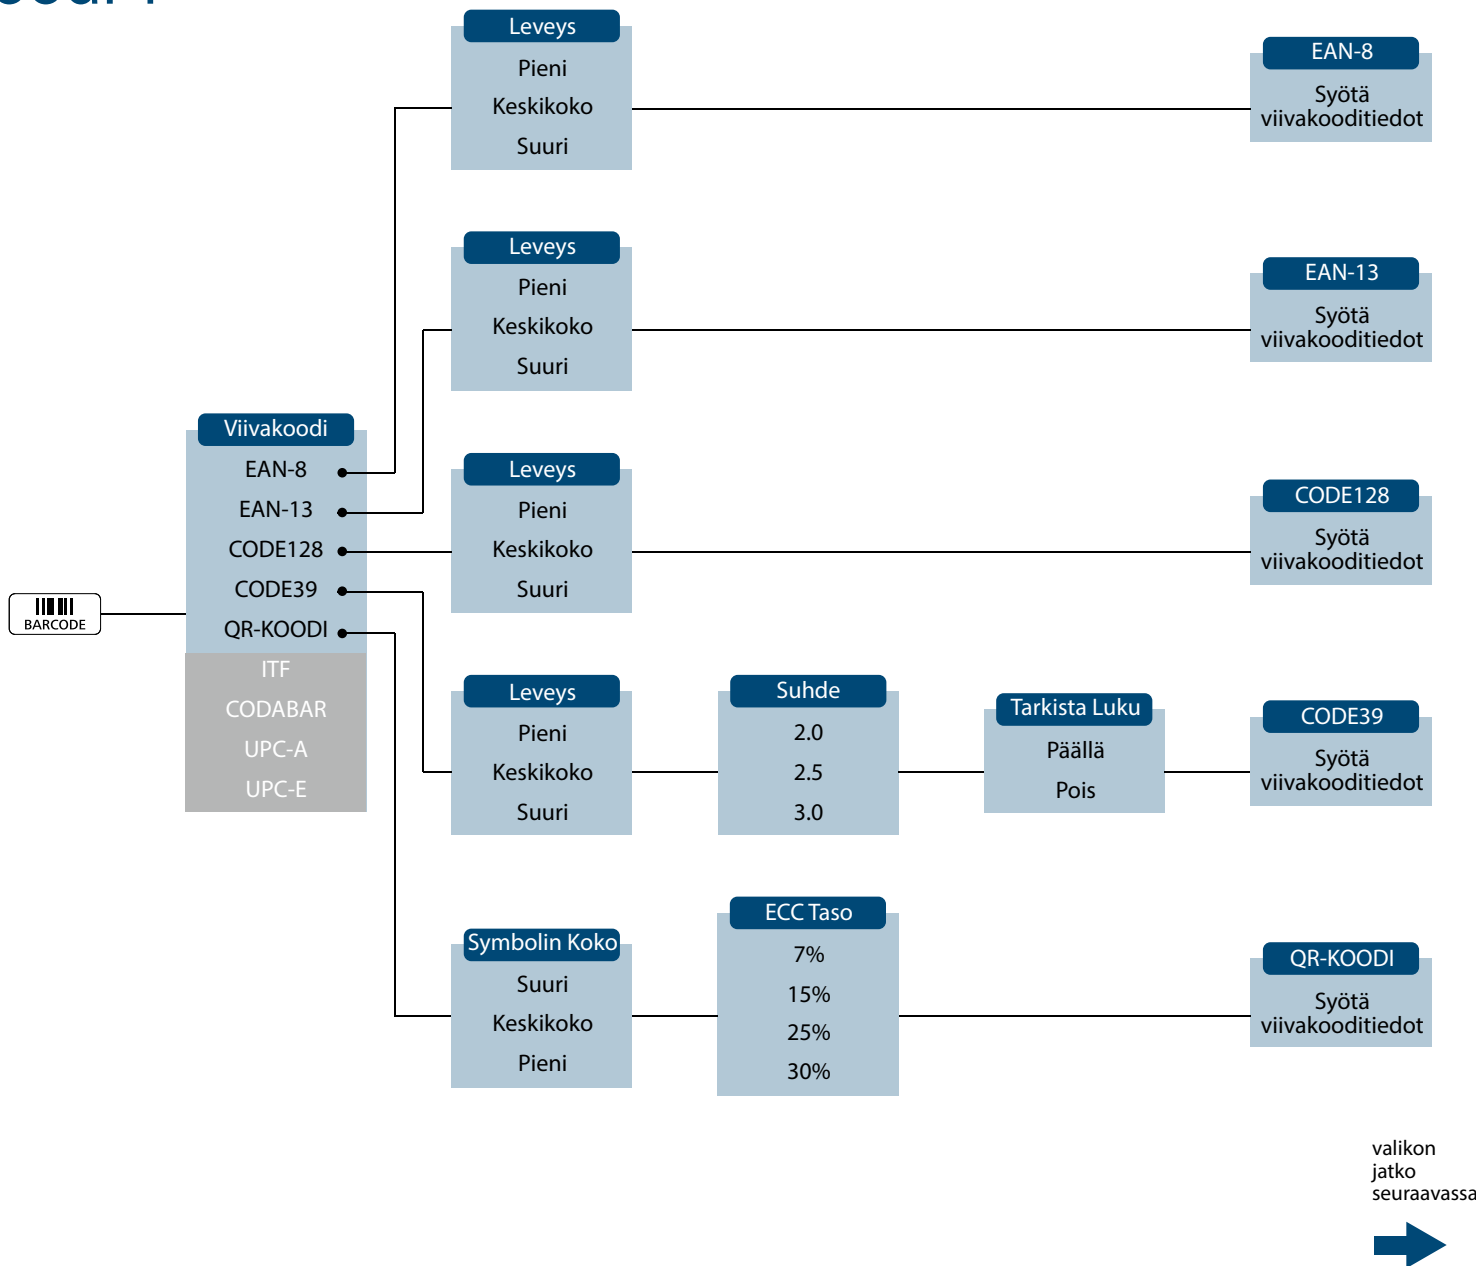 Leveys
Pieni
Keskikoko
Suuri
EAN-8
Syötä
viivakooditiedot
Leveys
Pieni
Keskikoko
Suuri
EAN-13
Syötä
viivakooditiedot
Viivakoodi
EAN-8
EAN-13
CODE128
CODE39
QR-KOODI
ITF
CODABAR
UPC-A
UPC-E
BARCODE
Leveys
Pieni
Keskikoko
Suuri
CODE128
Syötä
viivakooditiedot
Leveys
Pieni
Keskikoko
Suuri
Suhde
2.0
2.5
3.0
Tarkista Luku
Päällä
Pois
CODE39
Syötä
viivakooditiedot
Symbolin Koko
Suuri
Keskikoko
Pieni
ECC Taso
7%
15%
25%
30%
QR-KOODI
Syötä
viivakooditiedot
valikon
jatko
seuraavassa